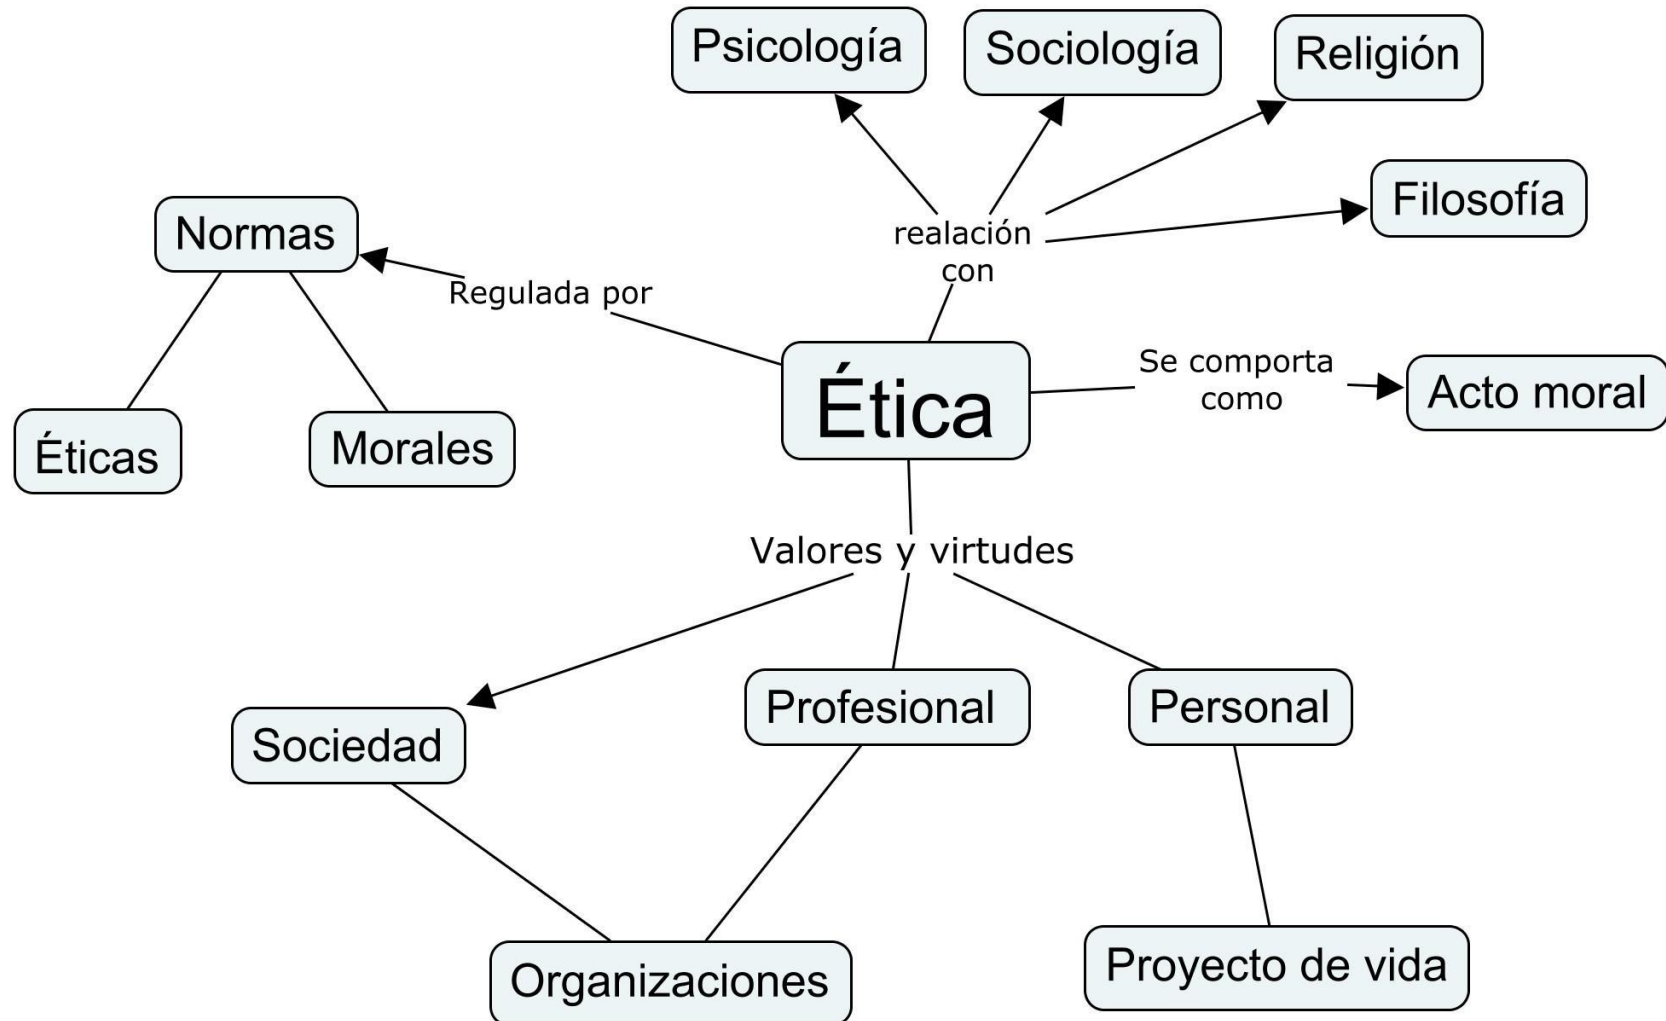 Psicología
Sociología
Religión
Filosofía
realación
con
Normas
Regulada por
Ética
Se comporta
como
Acto moral
Éticas
Morales
Valores y virtudes
Sociedad
Profesional
Personal
Organizaciones
Proyecto de vida